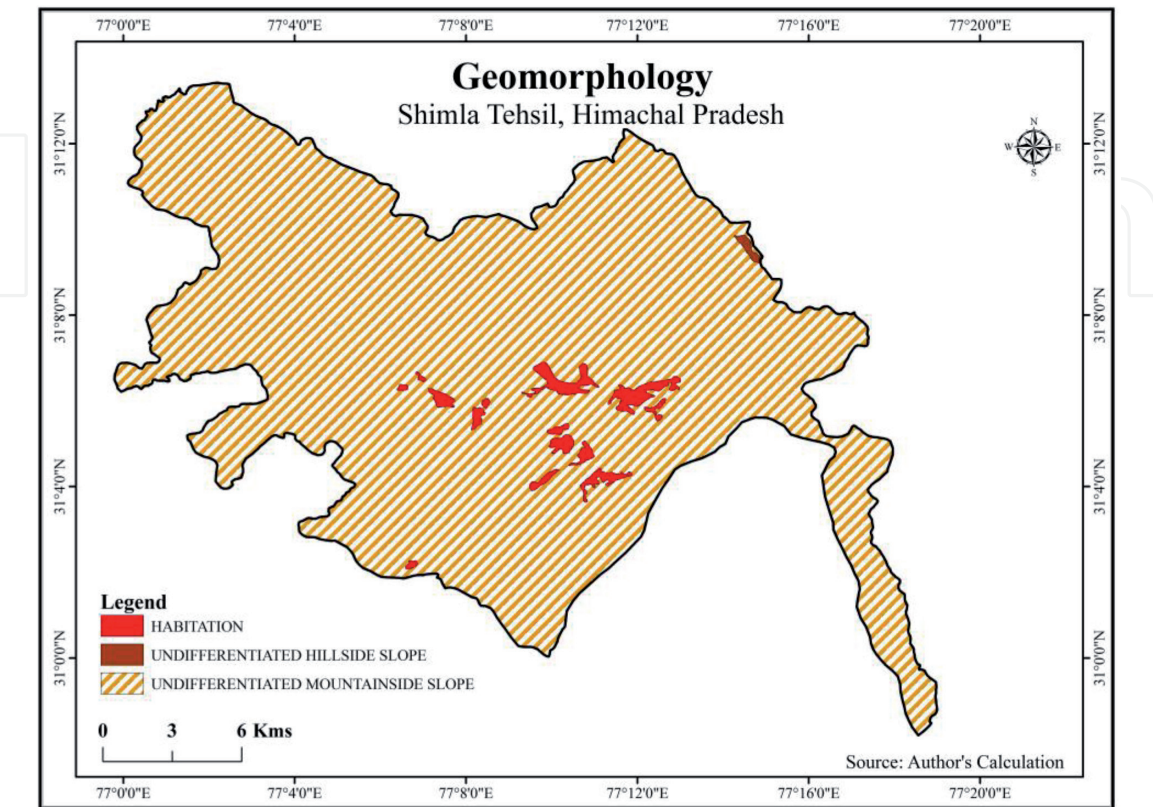 77°0'0"E 77°4'0"E 77°8'0"E 77°12'0"E 77°16'0"E 77°20'0"E
Geomorphology
Shimla Tehsil, Himachal Pradesh
N
W E
S
31°12'0"N 31°12'0"N
31°8'0"N 31°8'0"N
31°4'0"N 31°4'0"N
31°0'0"N 31°0'0"N
Legend
HABITATION
UNDIFFERENTIATED HILLSIDE SLOPE
UNDIFFERENTIATED MOUNTAINSIDE SLOPE
0 3 6 Kms
Source: Author's Calculation
77°0'0"E 77°4'0"E 77°8'0"E 77°12'0"E 77°16'0"E 77°20'0"E